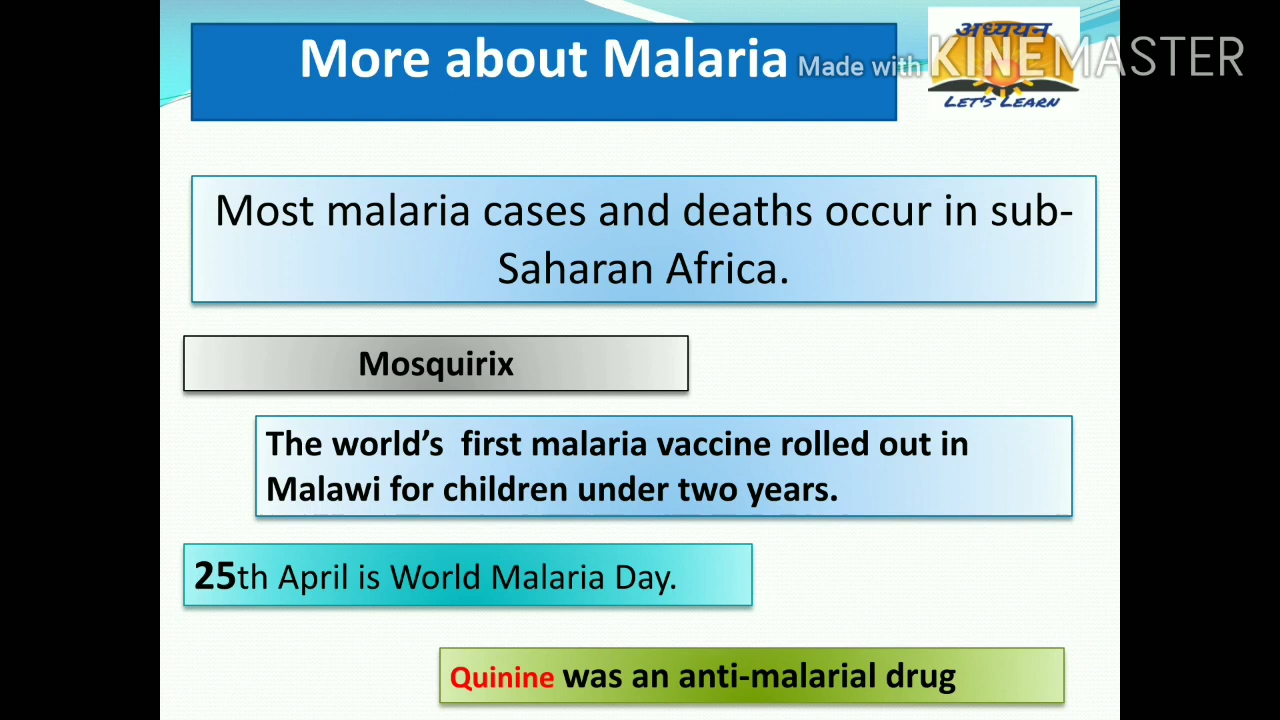 More about Malaria
Made with KINEMASTER
अध्ययन
LET'S LEARN
Most malaria cases and deaths occur in sub-
Saharan Africa.
Mosquirix
The world’s first malaria vaccine rolled out in
Malawi for children under two years.
25th April is World Malaria Day.
Quinine was an anti-malarial drug